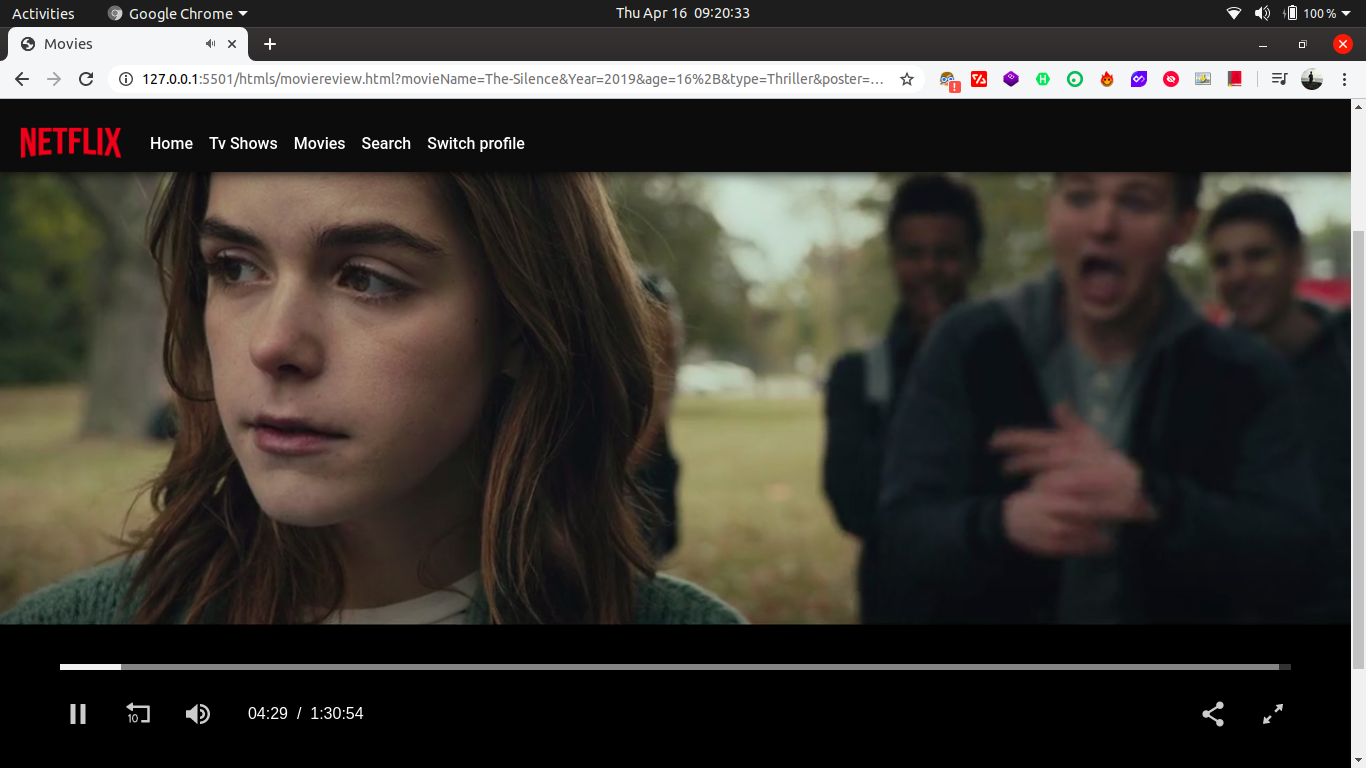 Activities Google Chrome Thu Apr 16 09:20:33 100 %
Movies
127.0.0.1:5501/htmls/moviereview.html?movieName=The-Silence&Year=2019&age=16%2B&type=Thriller&poster=...
NETFLIX Home Tv Shows Movies Search Switch profile
10 04:29 / 1:30:54